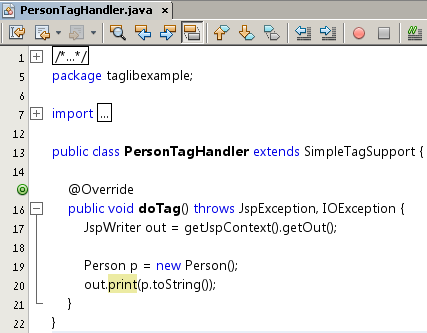 PersonTagHandler.java
1 /*...*/
5 package taglibexample;
6
7 import ...
12
13 public class PersonTagHandler extends SimpleTagSupport {
14
@Override
16 public void doTag() throws JspException, IOException {
17 JspWriter out = getJspContext().getOut();
18
19 Person p = new Person();
20 out.print(p.toString());
21 }
22 }